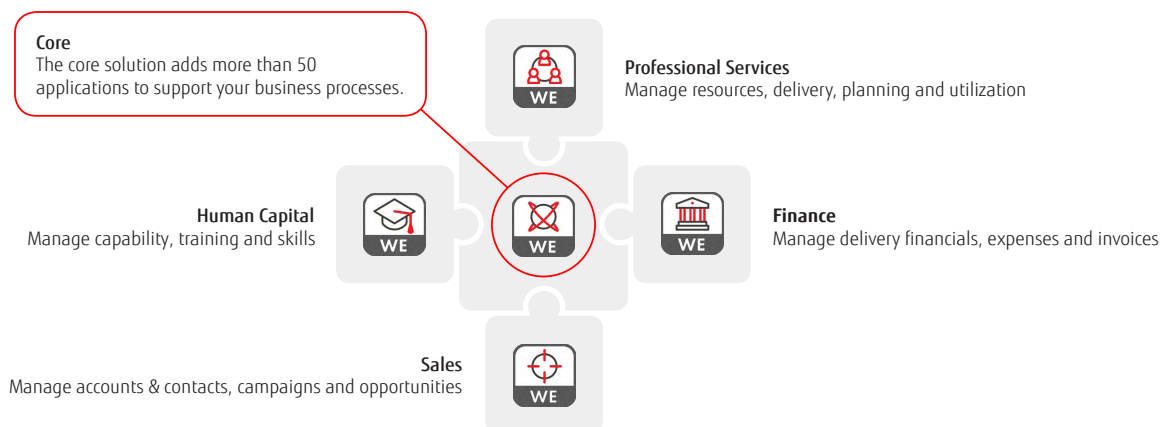 Core
The core solution adds more than 50
applications to support your business processes.
WE
Professional Services
Manage resources, delivery, planning and utilization
Human Capital
Manage capability, training and skills
WE
WE
WE
Finance
Manage delivery financials, expenses and invoices
Sales
Manage accounts & contacts, campaigns and opportunities
WE